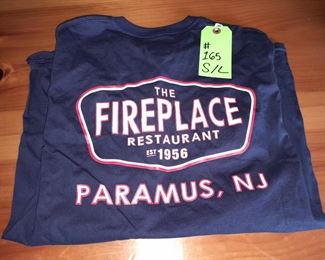 #
165
S/L
THE
FIREPLACE
RESTAURANT
EST 1956
PARAMUS, NJ